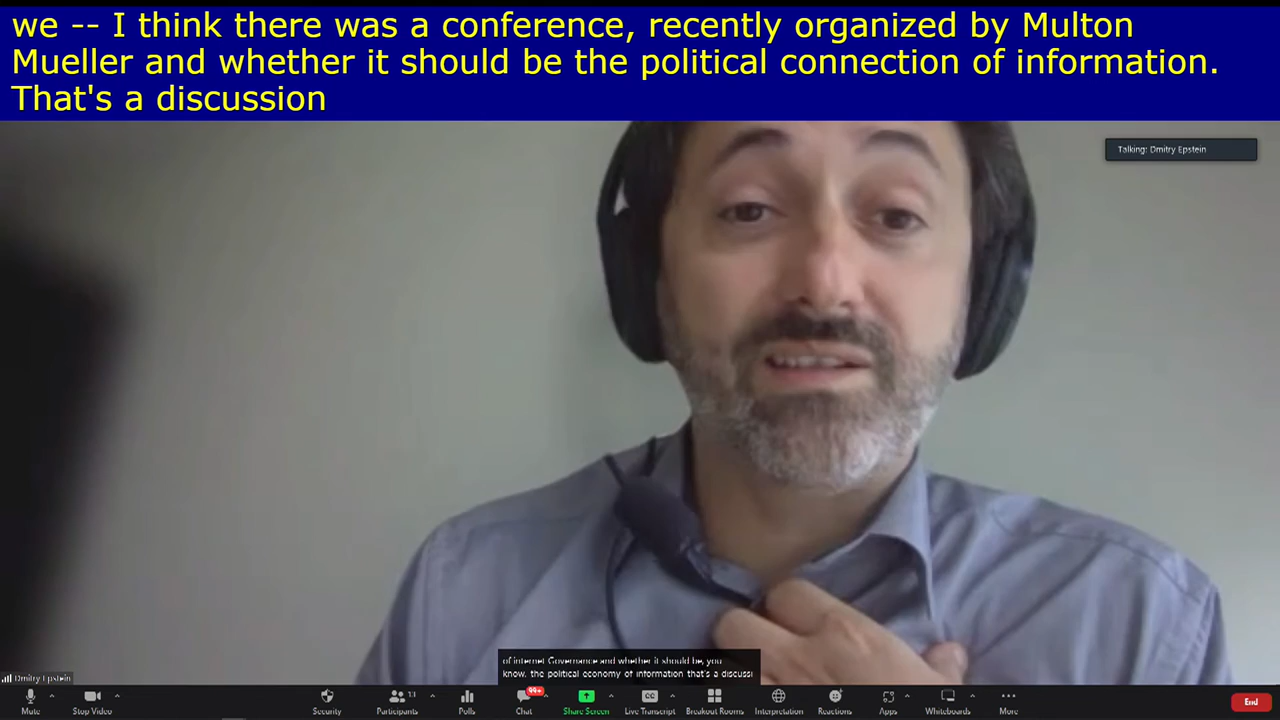 we -- I think there was a conference, recently organized by Multon
Mueller and whether it should be the political connection of information.
That's a discussion
Talking: Dmitry Epstein
of internet Governance and whether it should be, you
know, the political economy of information that's a discussi
Dmitry Epstein
99+
13
Mute
Stop Video
Security
Participants
Polls
Chat
Share Screen
Live Transcript
Breakout Rooms
Interpretation
Reactions
Apps
Whiteboards
More
End